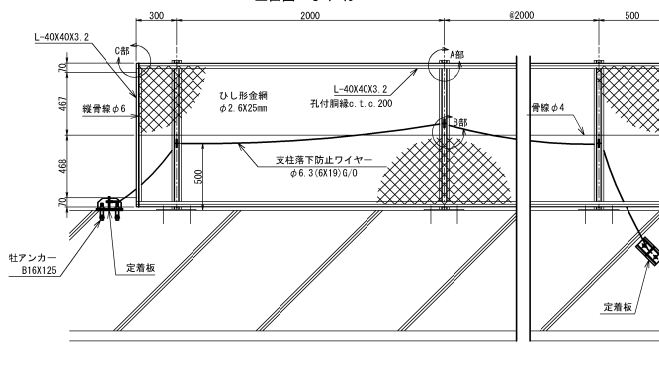 300
2000
@2000
500
L-40X40X3.2
C部
A部
70
467
468
70
ひし形金網
φ2.6X25mm
L-40X40X3.2
孔付胴縁c.t.c.200
縦骨線φ6
骨線φ4
B部
支柱落下防止ワイヤー
φ6.3(6X19)G/O
500
牡アンカー
B16X125
定着板
定着板